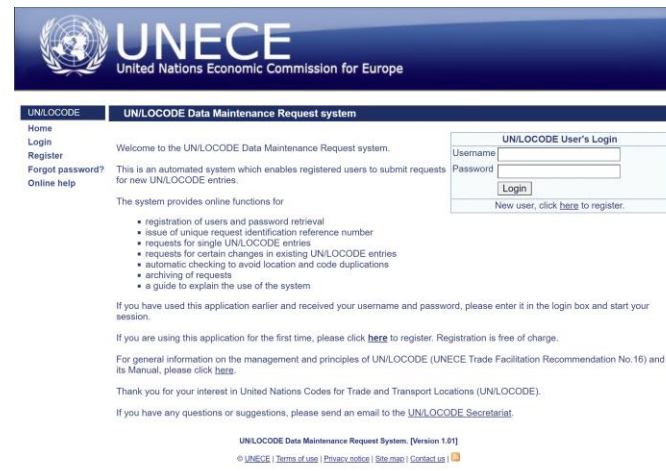 UNECE
United Nations Economic Commission for Europe
UN/LOCODE
UN/LOCODE Data Maintenance Request system
Home
Login
Register
Forgot password?
Online help
Welcome to the UN/LOCODE Data Maintenance Request system.
This is an automated system which enables registered users to submit requests
for new UN/LOCODE entries.
The system provides online functions for
• registration of users and password retrieval
• issue of unique request identification reference number
• requests for single UN/LOCODE entries
• requests for certain changes in existing UN/LOCODE entries
• automatic checking to avoid location and code duplications
• archiving of requests
• a guide to explain the use of the system
UN/LOCODE User's Login
Username
Password
Login
New user, click here to register.
If you have used this application earlier and received your username and password, please enter it in the login box and start your
session.
If you are using this application for the first time, please click here to register. Registration is free of charge.
For general information on the management and principles of UN/LOCODE (UNECE Trade Facilitation Recommendation No.16) and
its Manual, please click here.
Thank you for your interest in United Nations Codes for Trade and Transport Locations (UN/LOCODE).
If you have any questions or suggestions, please send an email to the UN/LOCODE Secretariat.
UN/LOCODE Data Maintenance Request System. [Version 1.01]
© UNECE | Terms of use | Privacy notice | Site map | Contact us |